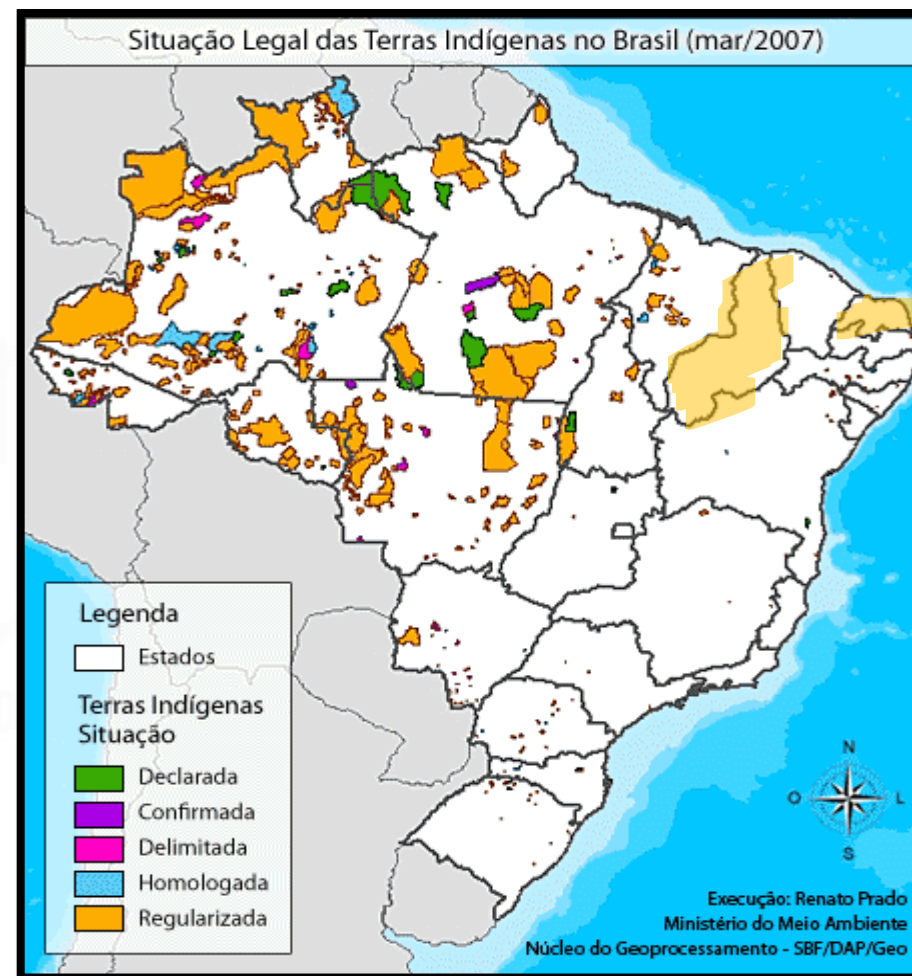 Situação Legal das Terras Indígenas no Brasil (mar/2007)
Legenda
Estados
Terras Indígenas
Situação
Declarada
Confirmada
Delimitada
Homologada
Regularizada
N
O
L
S
Execução: Renato Prado
Ministério do Meio Ambiente
Núcleo do Geoprocessamento - SBF/DAP/Geo